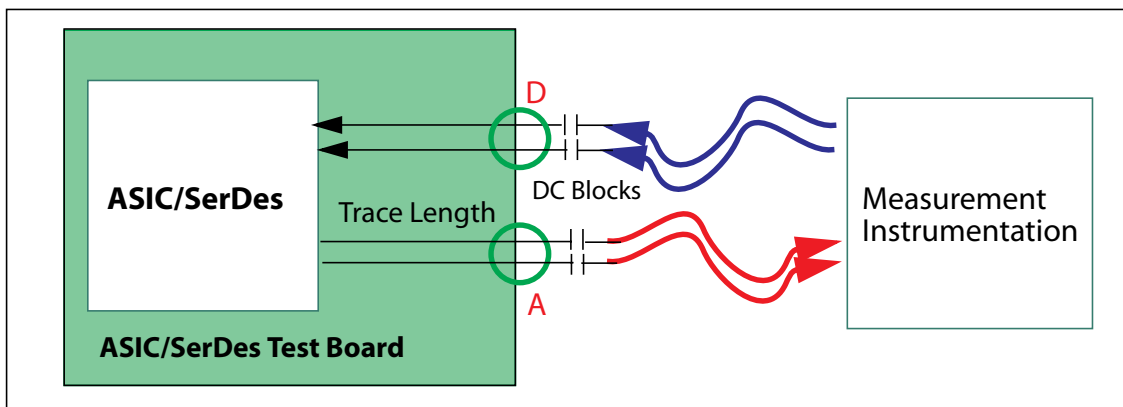 D
DC Blocks
ASIC/SerDes
Trace Length
Measurement
Instrumentation
A
ASIC/SerDes Test Board